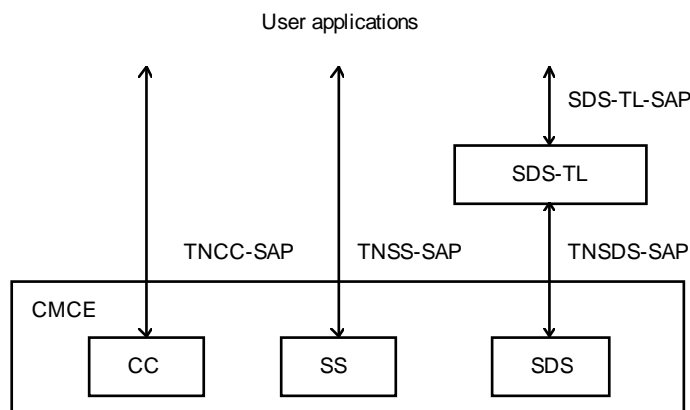 User applications
SDS-TL-SAP
SDS-TL
TNCC-SAP
TNSS-SAP
TNSDS-SAP
CMCE
CC
SS
SDS